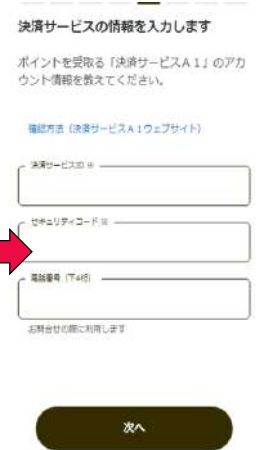 決済サービスの情報を入力します
ポイントを受取る「決済サービスA1」のアカ
ウント情報を教えてください。
確認方法（決済サービスA1ウェブサイト）
決済サービスID ※
セキュリティコード ※
電話番号（下4桁）
お問合せの際に利用します
次へ